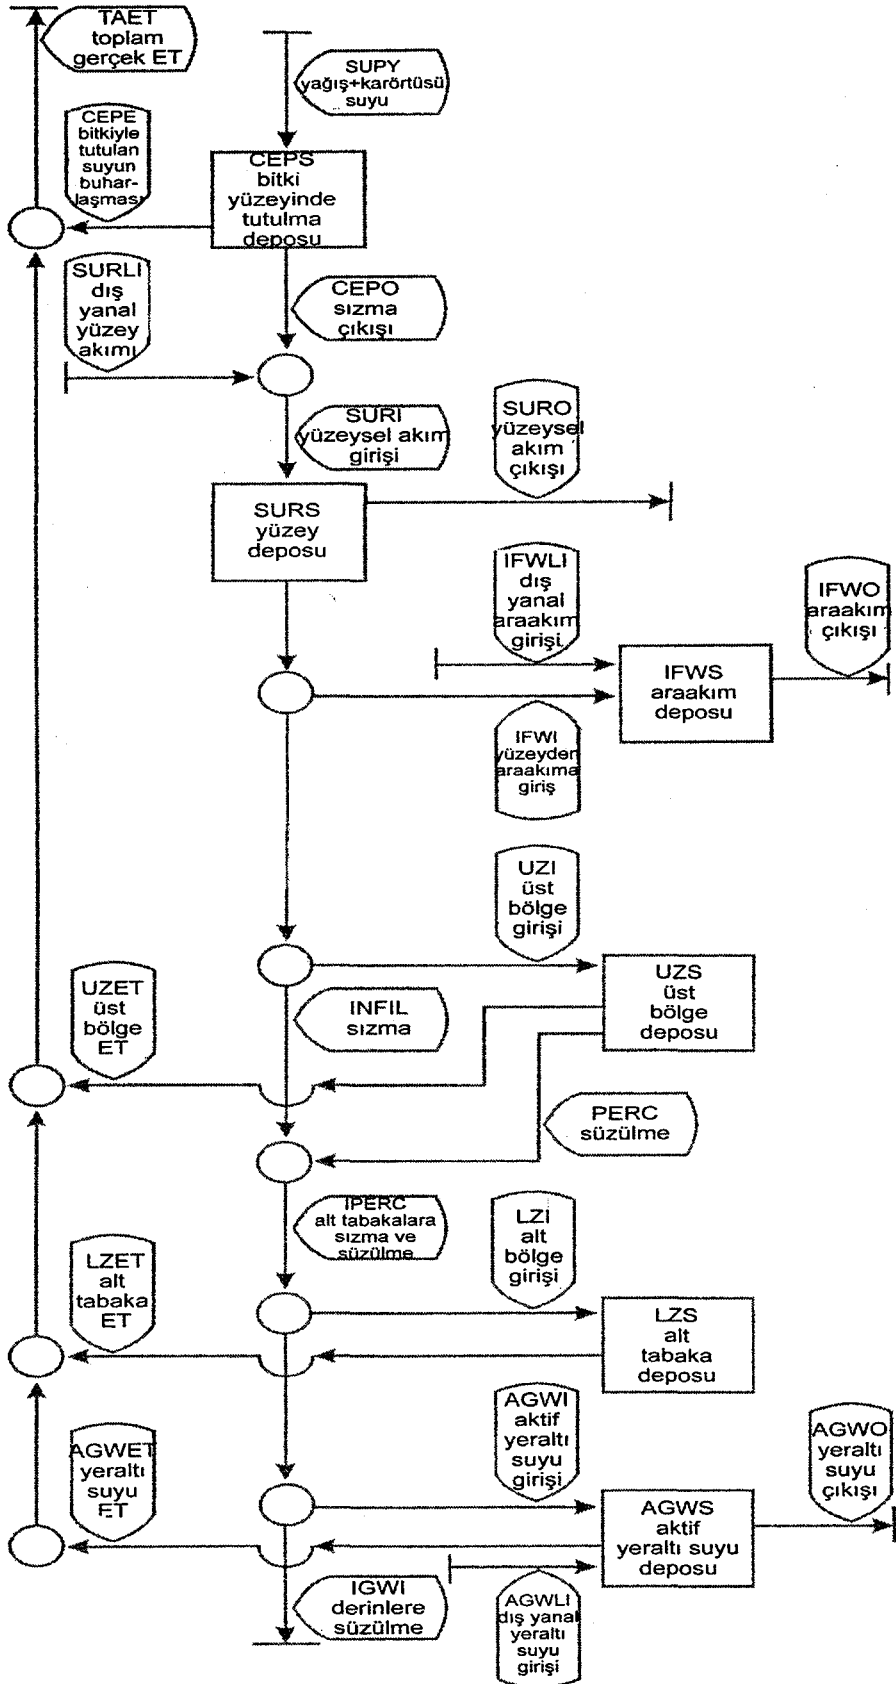 TAET
toplam
gerçek ET
SUPY
yağış+karörtüsü
suyu
CEPE
bitkiyle
tutulan
suyun
buhar-
laşması
CEPS
bitki
yüzeyinde
tutulma
deposu
SURLI
dış
yanal
yüzey
akımı
CEPO
sızma
çıkışı
SURI
yüzeysel akım
girişi
SURO
yüzeysel
akım
çıkışı
SURS
yüzey
deposu
IFWLI
dış
yanal
araakım
girişi
IFWO
araakım
çıkışı
IFWS
araakım
deposu
IFWI
yüzeyden
araakıma
giriş
UZI
üst
bölge
girişi
UZET
üst
bölge
ET
INFIL
sızma
UZS
üst
bölge
deposu
PERC
süzülme
IPERC
alt tabakalara
sızma ve
süzülme
LZI
alt
bölge
girişi
LZET
alt
tabaka
ET
LZS
alt
tabaka
deposu
AGWI
aktif
yeraltı
suyu
girişi
AGWO
yeraltı
suyu
çıkışı
AGWET
yeraltı
suyu
ET
AGWS
aktif
yeraltı suyu
deposu
IGWI
derinlere
süzülme
AGWLI
dış yanal
yeraltı
suyu
girişi